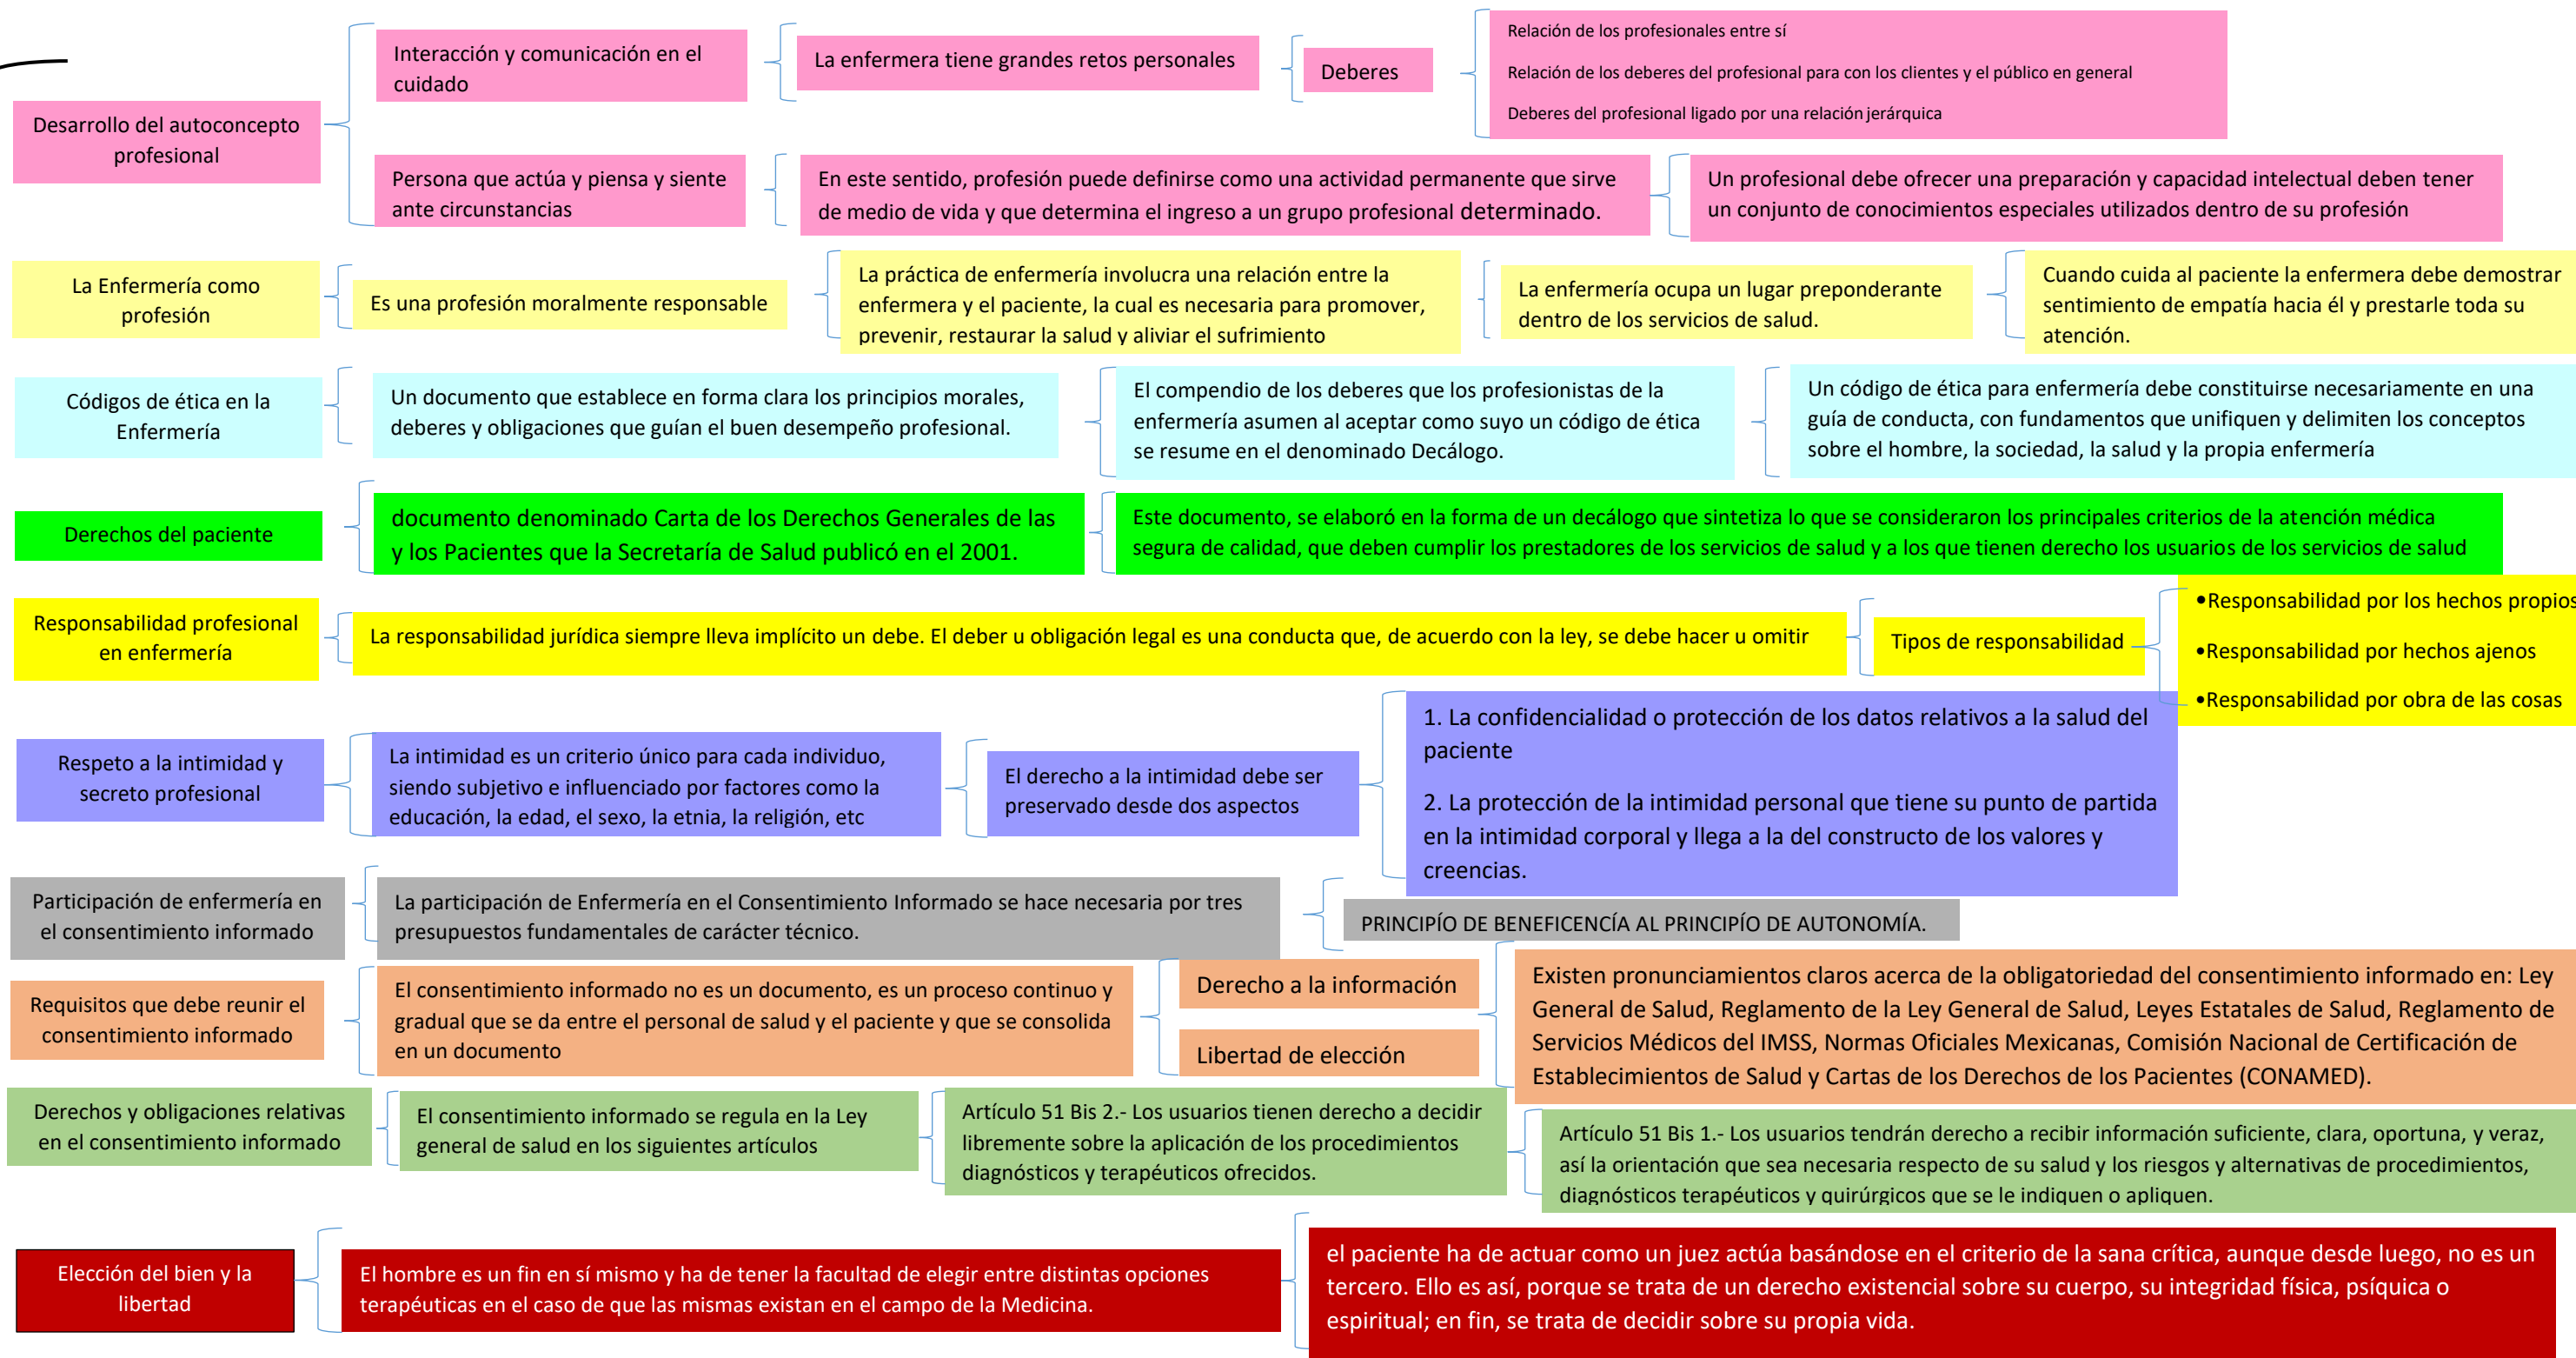 Desarrollo del autoconcepto
profesional
Interacción y comunicación en el
cuidado
La enfermera tiene grandes retos personales
Deberes
Relación de los profesionales entre sí
Relación de los deberes del profesional para con los clientes y el público en general
Deberes del profesional ligado por una relación jerárquica
Persona que actúa y piensa y siente
ante circunstancias
En este sentido, profesión puede definirse como una actividad permanente que sirve
de medio de vida y que determina el ingreso a un grupo profesional determinado.
Un profesional debe ofrecer una preparación y capacidad intelectual deben tener
un conjunto de conocimientos especiales utilizados dentro de su profesión
La Enfermería como
profesión
Es una profesión moralmente responsable
La práctica de enfermería involucra una relación entre la
enfermera y el paciente, la cual es necesaria para promover,
prevenir, restaurar la salud y aliviar el sufrimiento
La enfermería ocupa un lugar preponderante
dentro de los servicios de salud.
Cuando cuida al paciente la enfermera debe demostrar
sentimiento de empatía hacia él y prestarle toda su
atención.
Códigos de ética en la
Enfermería
Un documento que establece en forma clara los principios morales,
deberes y obligaciones que guían el buen desempeño profesional.
El compendio de los deberes que los profesionistas de la
enfermería asumen al aceptar como suyo un código de ética
se resume en el denominado Decálogo.
Un código de ética para enfermería debe constituirse necesariamente en una
guía de conducta, con fundamentos que unifiquen y delimiten los conceptos
sobre el hombre, la sociedad, la salud y la propia enfermería
Derechos del paciente
documento denominado Carta de los Derechos Generales de las
y los Pacientes que la Secretaría de Salud publicó en el 2001.
Este documento, se elaboró en la forma de un decálogo que sintetiza lo que se consideraron los principales criterios de la atención médica
segura de calidad, que deben cumplir los prestadores de los servicios de salud y a los que tienen derecho los usuarios de los servicios de salud
Responsabilidad profesional
en enfermería
La responsabilidad jurídica siempre lleva implícito un debe. El deber u obligación legal es una conducta que, de acuerdo con la ley, se debe hacer u omitir
Tipos de responsabilidad
•Responsabilidad por los hechos propios
•Responsabilidad por hechos ajenos
•Responsabilidad por obra de las cosas
Respeto a la intimidad y
secreto profesional
La intimidad es un criterio único para cada individuo,
siendo subjetivo e influenciado por factores como la
educación, la edad, el sexo, la etnia, la religión, etc
El derecho a la intimidad debe ser
preservado desde dos aspectos
1. La confidencialidad o protección de los datos relativos a la salud del
paciente
2. La protección de la intimidad personal que tiene su punto de partida
en la intimidad corporal y llega a la del constructo de los valores y
creencias.
Participación de enfermería en
el consentimiento informado
La participación de Enfermería en el Consentimiento Informado se hace necesaria por tres
presupuestos fundamentales de carácter técnico.
PRINCIPÍO DE BENEFICENCÍA AL PRINCIPÍO DE AUTONOMÍA.
Requisitos que debe reunir el
consentimiento informado
El consentimiento informado no es un documento, es un proceso continuo y
gradual que se da entre el personal de salud y el paciente y que se consolida
en un documento
Derecho a la información
Libertad de elección
Existen pronunciamientos claros acerca de la obligatoriedad del consentimiento informado en: Ley
General de Salud, Reglamento de la Ley General de Salud, Leyes Estatales de Salud, Reglamento de
Servicios Médicos del IMSS, Normas Oficiales Mexicanas, Comisión Nacional de Certificación de
Establecimientos de Salud y Cartas de los Derechos de los Pacientes (CONAMED).
Derechos y obligaciones relativas
en el consentimiento informado
El consentimiento informado se regula en la Ley
general de salud en los siguientes artículos
Artículo 51 Bis 2.- Los usuarios tienen derecho a decidir
libremente sobre la aplicación de los procedimientos
diagnósticos y terapéuticos ofrecidos.
Artículo 51 Bis 1.- Los usuarios tendrán derecho a recibir información suficiente, clara, oportuna, y veraz,
así la orientación que sea necesaria respecto de su salud y los riesgos y alternativas de procedimientos,
diagnósticos terapéuticos y quirúrgicos que se le indiquen o apliquen.
Elección del bien y la
libertad
El hombre es un fin en sí mismo y ha de tener la facultad de elegir entre distintas opciones
terapéuticas en el caso de que las mismas existan en el campo de la Medicina.
el paciente ha de actuar como un juez actúa basándose en el criterio de la sana crítica, aunque desde luego, no es un
tercero. Ello es así, porque se trata de un derecho existencial sobre su cuerpo, su integridad física, psíquica o
espiritual; en fin, se trata de decidir sobre su propia vida.